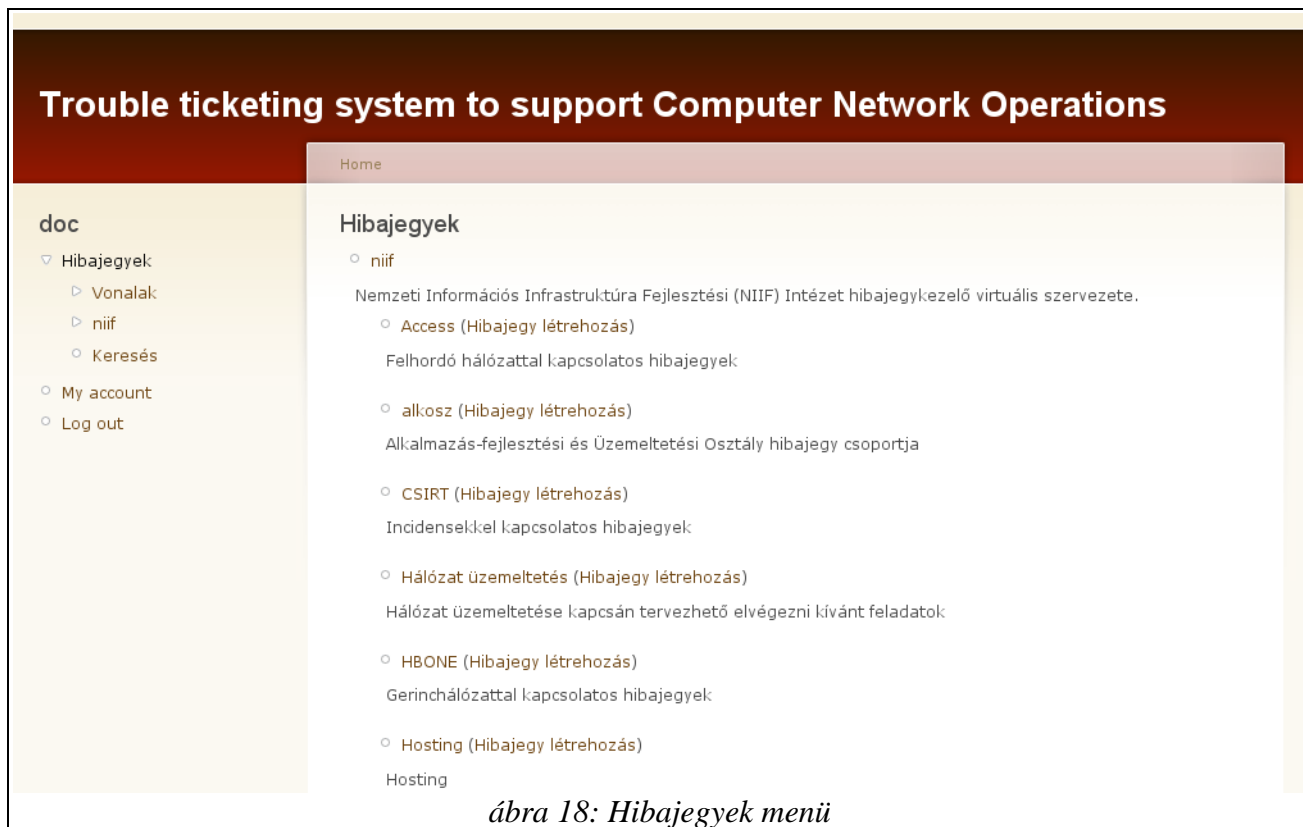 Trouble ticketing system to support Computer Network Operations
Home
doc
Hibajegyek
Vonalak
niif
Keresés
My account
Log out
Hibajegyek
niif
Nemzeti Információs Infrastruktúra Fejlesztési (NIIF) Intézet hibajegykezelő virtuális szervezete.
Access (Hibajegy létrehozás)
Felhordó hálózattal kapcsolatos hibajegyek
alkosz (Hibajegy létrehozás)
Alkalmazás-fejlesztési és Üzemeltetési Osztály hibajegy csoportja
CSIRT (Hibajegy létrehozás)
Incidensekkel kapcsolatos hibajegyek
Hálózat üzemeltetés (Hibajegy létrehozás)
Hálózat üzemeltetése kapcsán tervezhető elvégezni kívánt feladatok
HBONE (Hibajegy létrehozás)
Gerinchálózattal kapcsolatos hibajegyek
Hosting (Hibajegy létrehozás)
Hosting
ábra 18: Hibajegyek menü